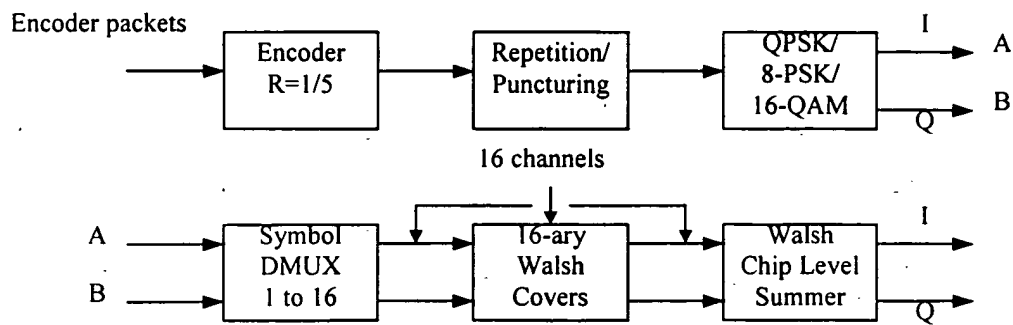 Encoder packets
Encoder
R=1/5
Repetition/
Puncturing
QPSK/
8-PSK/
16-QAM
I
A
Q
B
16 channels
A
B
Symbol
DMUX
1 to 16
16-ary
Walsh
Covers
Walsh
Chip Level
Summer
I
Q